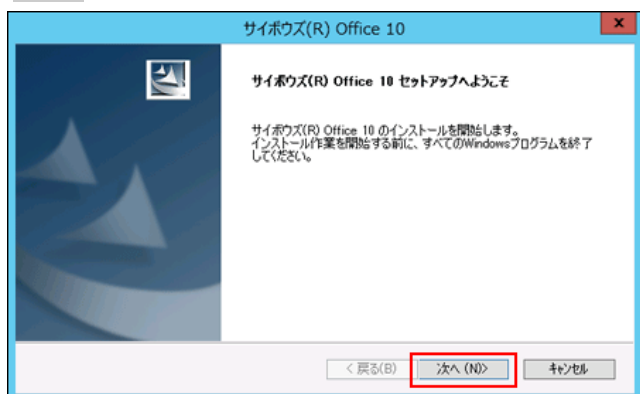 サイボウズ(R) Office 10
x
サイボウズ(R) Office 10 セットアップへようこそ
サイボウズ(R) Office 10 のインストールを開始します。
インストール作業を開始する前に、すべてのWindowsプログラムを終了
してください。
< 戻る(B)
次へ (N)>
キャンセル